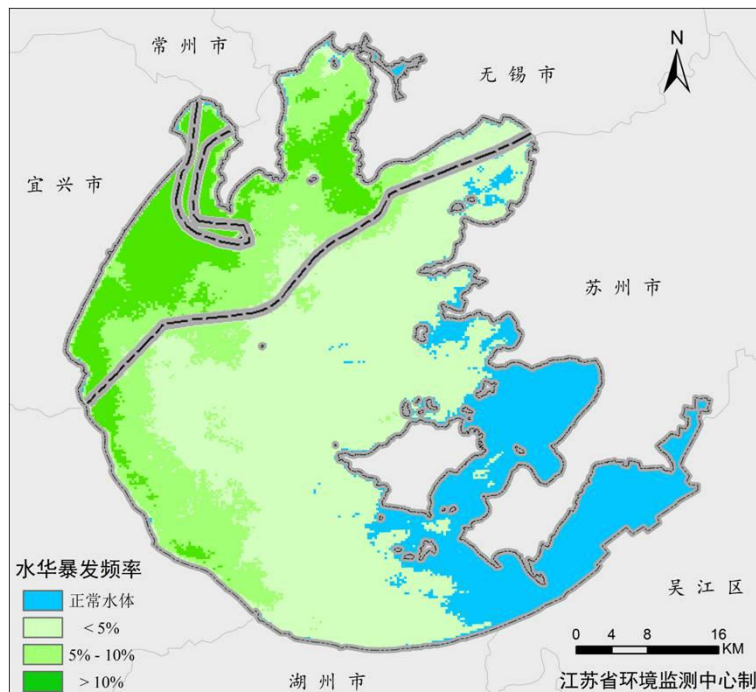 常州市
无锡市
N
宜兴市
苏州市
吴江区
湖州市
水华暴发频率
正常水体
< 5%
5% - 10%
> 10%
0 4 8 16
KM
江苏省环境监测中心制